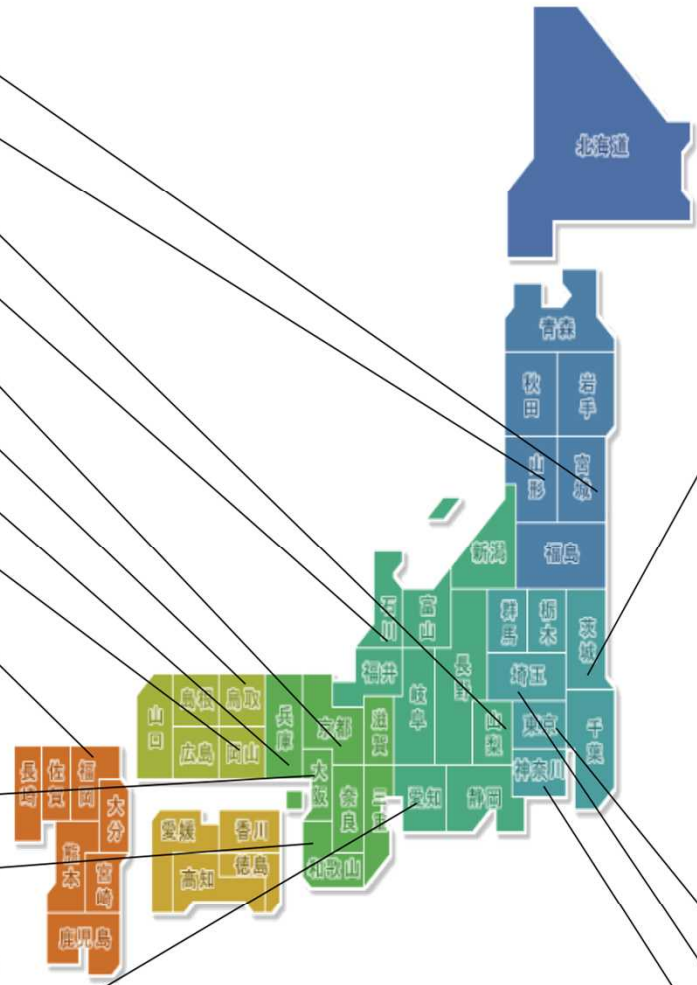 北海道
青森
秋田
岩手
山形
宮城
新潟
福島
石川
富山
群馬
栃木
茨城
福井
岐阜
長野
埼玉
山口
島根
鳥取
兵庫
京都
滋賀
山梨
東京
千葉
広島
岡山
神奈川
長崎
佐賀
福岡
大分
大阪
奈良
三重
愛知
静岡
愛媛
香川
熊本
宮崎
高知
徳島
和歌山
鹿児島